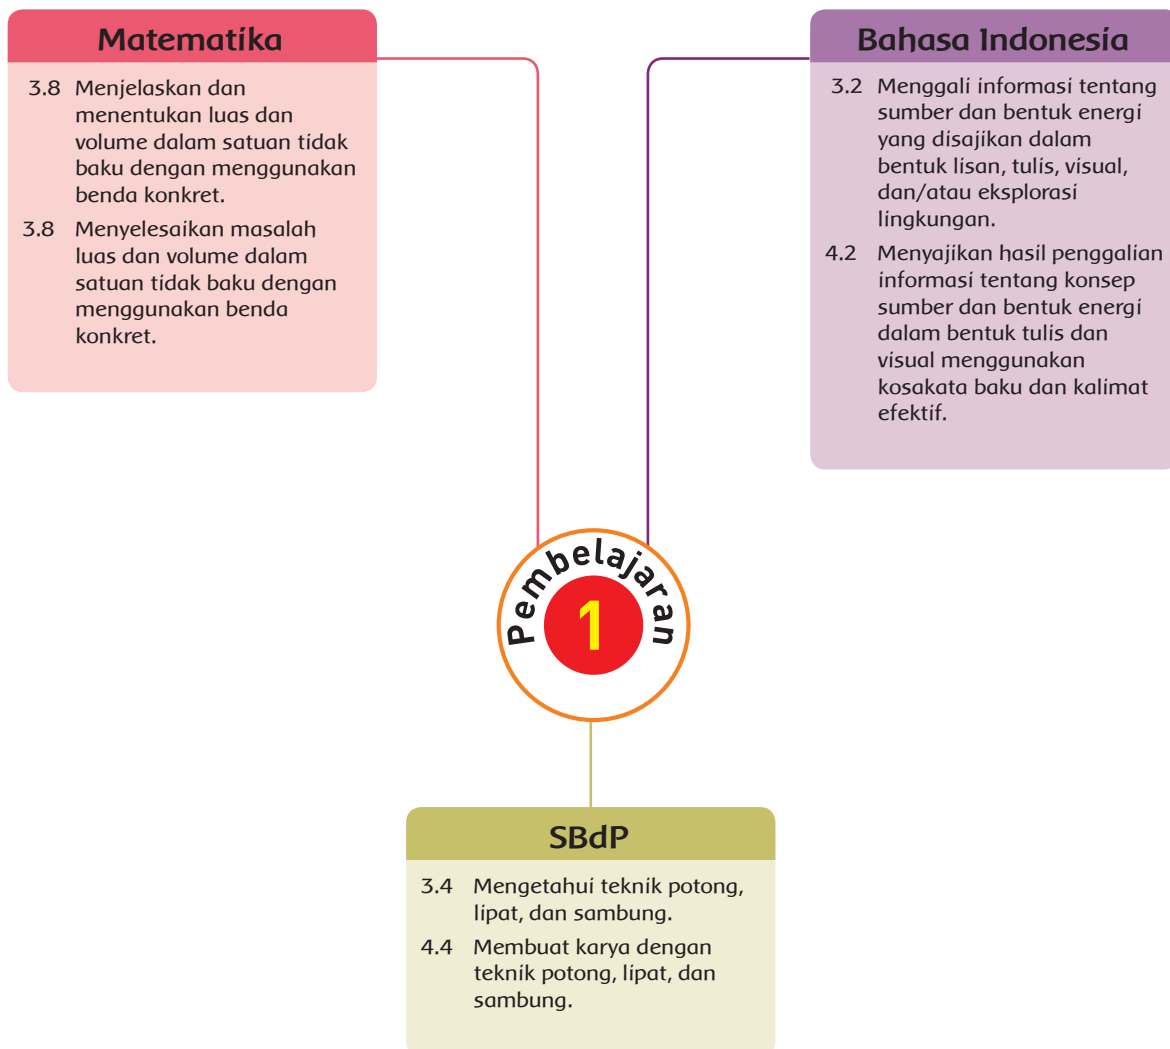 Matematika
3.8 Menjelaskan dan
menentukan luas dan
volume dalam satuan tidak
baku dengan menggunakan
benda konkret.
3.8 Menyelesaikan masalah
luas dan volume dalam
satuan tidak baku dengan
menggunakan benda
konkret.
Bahasa Indonesia
3.2 Menggali informasi tentang
sumber dan bentuk energi
yang disajikan dalam
bentuk lisan, tulis, visual,
dan/atau eksplorasi
lingkungan.
4.2 Menyajikan hasil penggalian
informasi tentang konsep
sumber dan bentuk energi
dalam bentuk tulis dan
visual menggunakan
kosakata baku dan kalimat
efektif.
Pembelajaran
1
SBdP
3.4 Mengetahui teknik potong,
lipat, dan sambung.
4.4 Membuat karya dengan
teknik potong, lipat, dan
sambung.